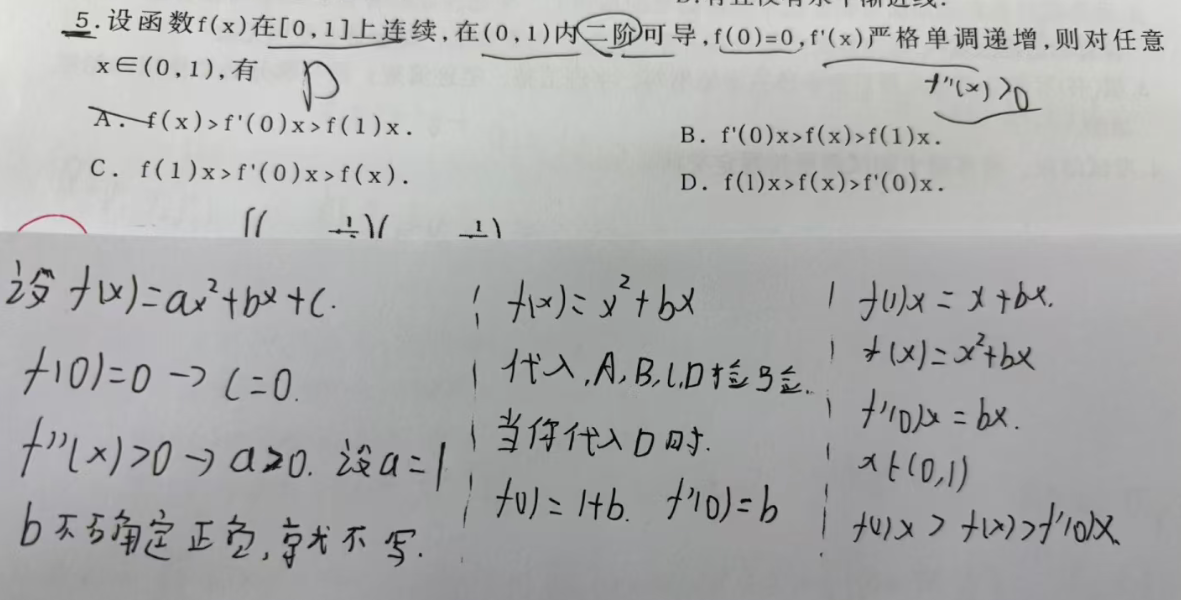 5. 设函数f(x)在[0,1]上连续,在(0,1)内二阶可导,f(0)=0,f'(x)严格单调递增,则对任意
x∈(0,1),有 D
f''(x)>0
A. f(x)>f'(0)x>f(1)x.
B. f'(0)x>f(x)>f(1)x.
C. f(1)x>f'(0)x>f(x).
D. f(1)x>f(x)>f'(0)x.
设 f(x)=ax²+bx+c.
f(0)=0→c=0.
f''(x)>0→a>0. 设a=1
b不确定正负,
不写.
f(x)=x²+bx
代入,A,B,C,D检验.
当你代入D时.
f(1)=1+b. f'(0)=b
f(1)x=x+bx.
f(x)=x²+bx
f'(0)x=bx.
x∈(0,1)
f(1)x>f(x)>f'(0)x.